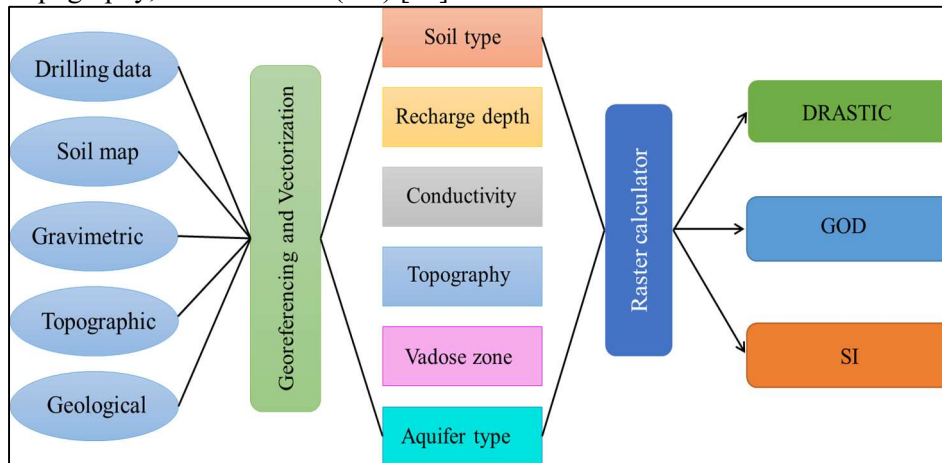 Drilling data
Soil map
Gravimetric
Topographic
Geological
Georeferencing and Vectorization
Soil type
Recharge depth
Conductivity
Topography
Vadose zone
Aquifer type
Raster calculator
DRASTIC
GOD
SI